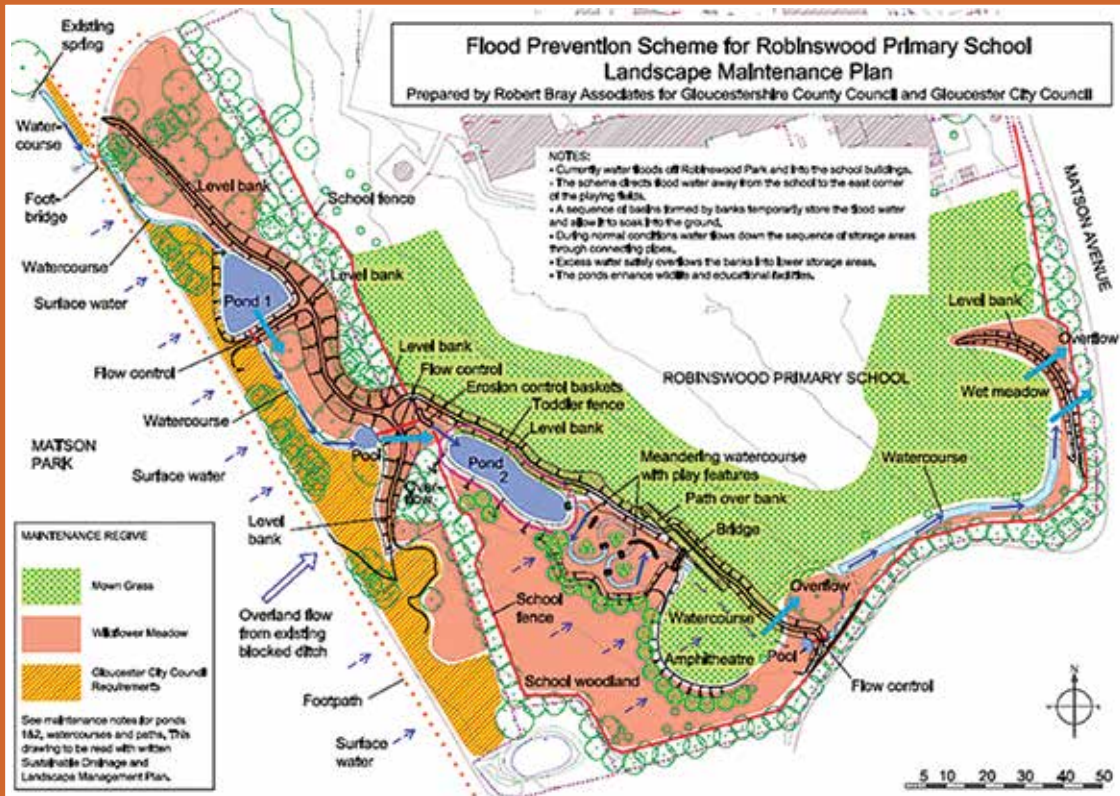 Flood Prevention Scheme for Robinswood Primary School
Landscape Maintenance Plan
Prepared by Robert Bray Associates for Gloucestershire County Council and Gloucester City Council
NOTES:
• Currently water floods off Robinswood Park and into the school buildings.
• The scheme directs flood water away from the school to the east corner
of the playing fields.
• A sequence of basins formed by banks temporarily store the flood water
and allow it to soak into the ground.
• During normal conditions water flows down the sequence of storage areas
through connecting pipes.
• Excess water safely overflows the banks into lower storage areas.
• The ponds enhance wildlife and educational facilities.
Existing
spring
Water-
course
Foot-
bridge
Watercourse
Surface water
Level bank
School fence
Level bank
Pond 1
Flow control
Watercourse
MATSON
PARK
Surface water
Pool
Level bank
Flow control
Erosion control baskets
Toddler fence
Level bank
Pond
2
Over-
flow
Meandering watercourse
with play features
Path over bank
Bridge
ROBINSWOOD PRIMARY SCHOOL
MATSON AVENUE
Level bank
Overflow
Wet meadow
Watercourse
Level
bank
Overland flow
from existing
blocked ditch
School
fence
Watercourse
Overflow
Amphitheatre
Pool
Flow control
School woodland
Footpath
Surface
water
MAINTENANCE REGIME
Mown Grass
Wildflower Meadow
Gloucester City Council
Requirements
See maintenance notes for ponds
1&2, watercourses and paths, This
drawing to be read with written
Sustainable Drainage and
Landscape Management Plan.
N
5 10 20 30 40 50